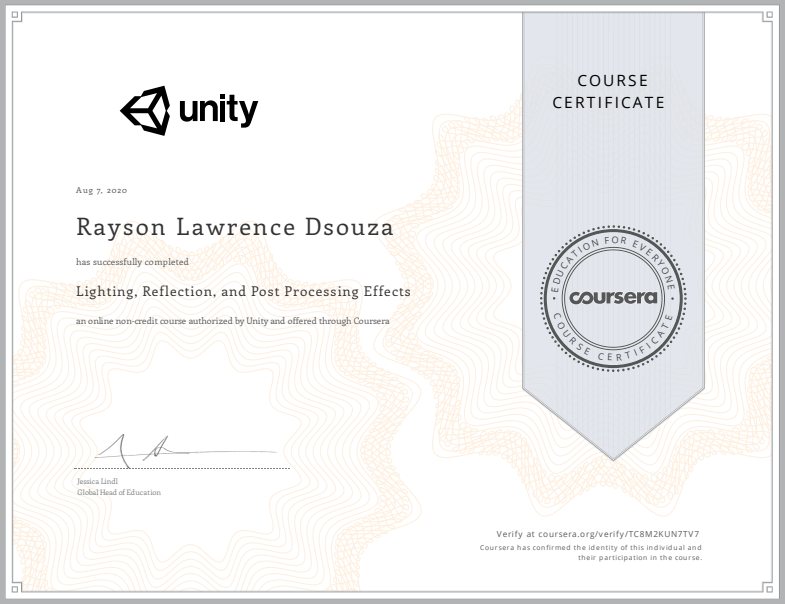 unity
COURSE
CERTIFICATE
Aug 7, 2020
Rayson Lawrence Dsouza
has successfully completed
Lighting, Reflection, and Post Processing Effects
an online non-credit course authorized by Unity and offered through Coursera
EDUCATION FOR EVERYONE
coursera
COURSE CERTIFICATE
Jessica Lindl
Global Head of Education
Verify at coursera.org/verify/TC8M2KUN7TV7
Coursera has confirmed the identity of this individual and
their participation in the course.